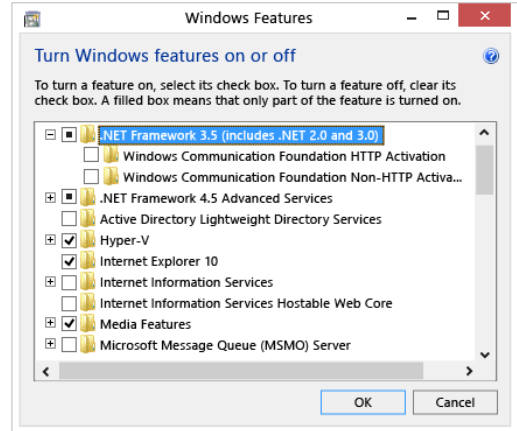 Windows Features
Turn Windows features on or off
To turn a feature on, select its check box. To turn a feature off, clear its
check box. A filled box means that only part of the feature is turned on.
.NET Framework 3.5 (includes .NET 2.0 and 3.0)
Windows Communication Foundation HTTP Activation
Windows Communication Foundation Non-HTTP Activa...
.NET Framework 4.5 Advanced Services
Active Directory Lightweight Directory Services
Hyper-V
Internet Explorer 10
Internet Information Services
Internet Information Services Hostable Web Core
Media Features
Microsoft Message Queue (MSMO) Server
OK Cancel